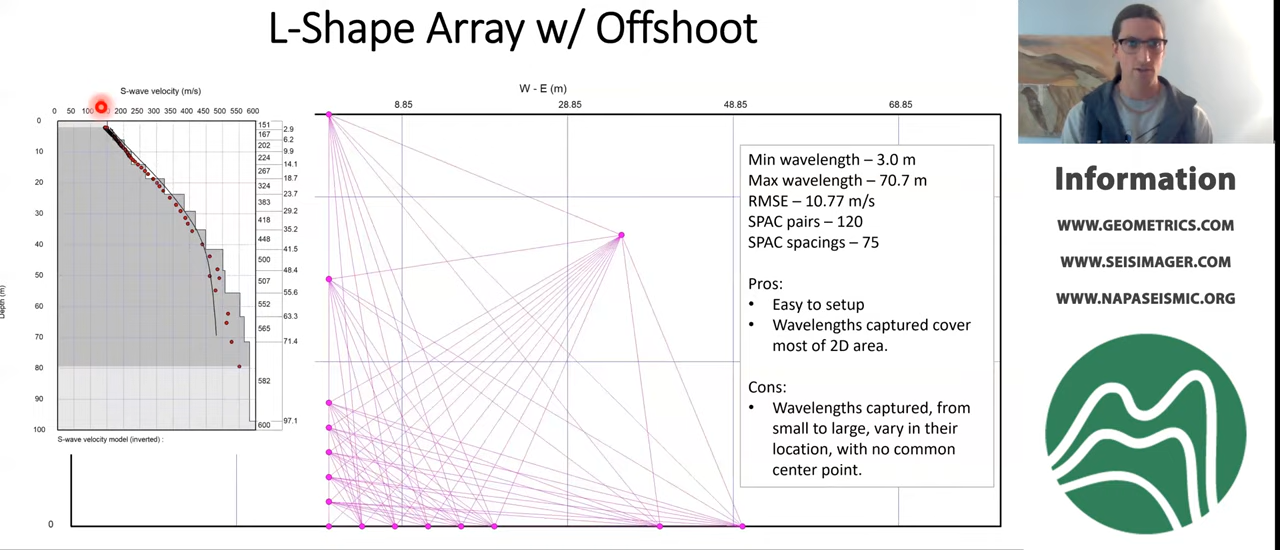 L-Shape Array w/ Offshoot
S-wave velocity (m/s)
0 50 100 150 200 250 300 350 400 450 500 550 600
0
10
20
30
40
50
60
70
80
90
100
Depth (m)
151
167
202
224
267
324
383
418
448
500
507
552
565
582
600
2.9
6.2
9.9
14.1
18.7
23.7
29.2
35.2
41.5
48.4
55.6
63.3
71.4
97.1
S-wave velocity model (inverted) :
W - E (m)
8.85 28.85 48.85 68.85
0
Min wavelength – 3.0 m
Max wavelength – 70.7 m
RMSE – 10.77 m/s
SPAC pairs – 120
SPAC spacings – 75
Pros:
• Easy to setup
• Wavelengths captured cover
most of 2D area.
Cons:
• Wavelengths captured, from
small to large, vary in their
location, with no common
center point.
Information
WWW.GEOMETRICS.COM
WWW.SEISIMAGER.COM
WWW.NAPASEISMIC.ORG